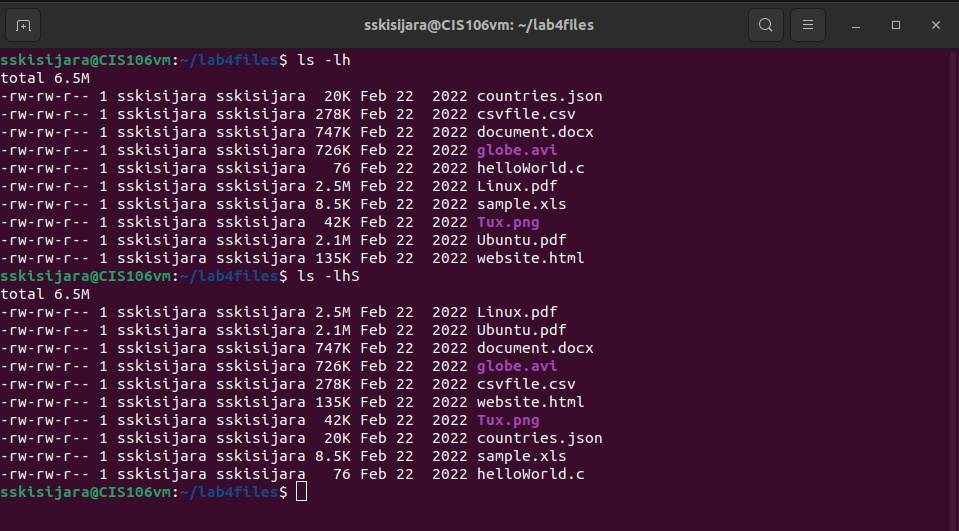 sskisijara@CIS106vm: ~/lab4files
sskisijara@CIS106vm:~/lab4files$ ls -lh
total 6.5M
-rw-rw-r-- 1 sskisijara sskisijara  20K Feb 22  2022 countries.json
-rw-rw-r-- 1 sskisijara sskisijara 278K Feb 22  2022 csvfile.csv
-rw-rw-r-- 1 sskisijara sskisijara 747K Feb 22  2022 document.docx
-rw-rw-r-- 1 sskisijara sskisijara 726K Feb 22  2022 globe.avi
-rw-rw-r-- 1 sskisijara sskisijara   76 Feb 22  2022 helloWorld.c
-rw-rw-r-- 1 sskisijara sskisijara 2.5M Feb 22  2022 Linux.pdf
-rw-rw-r-- 1 sskisijara sskisijara 8.5K Feb 22  2022 sample.xls
-rw-rw-r-- 1 sskisijara sskisijara  42K Feb 22  2022 Tux.png
-rw-rw-r-- 1 sskisijara sskisijara 2.1M Feb 22  2022 Ubuntu.pdf
-rw-rw-r-- 1 sskisijara sskisijara 135K Feb 22  2022 website.html
sskisijara@CIS106vm:~/lab4files$ ls -lhS
total 6.5M
-rw-rw-r-- 1 sskisijara sskisijara 2.5M Feb 22  2022 Linux.pdf
-rw-rw-r-- 1 sskisijara sskisijara 2.1M Feb 22  2022 Ubuntu.pdf
-rw-rw-r-- 1 sskisijara sskisijara 747K Feb 22  2022 document.docx
-rw-rw-r-- 1 sskisijara sskisijara 726K Feb 22  2022 globe.avi
-rw-rw-r-- 1 sskisijara sskisijara 278K Feb 22  2022 csvfile.csv
-rw-rw-r-- 1 sskisijara sskisijara 135K Feb 22  2022 website.html
-rw-rw-r-- 1 sskisijara sskisijara  42K Feb 22  2022 Tux.png
-rw-rw-r-- 1 sskisijara sskisijara  20K Feb 22  2022 countries.json
-rw-rw-r-- 1 sskisijara sskisijara 8.5K Feb 22  2022 sample.xls
-rw-rw-r-- 1 sskisijara sskisijara   76 Feb 22  2022 helloWorld.c
sskisijara@CIS106vm:~/lab4files$